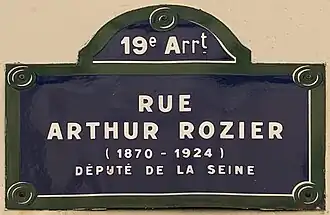 19e Arrt
RUE
ARTHUR ROZIER
(1870 - 1924)
DÉPUTÉ DE LA SEINE